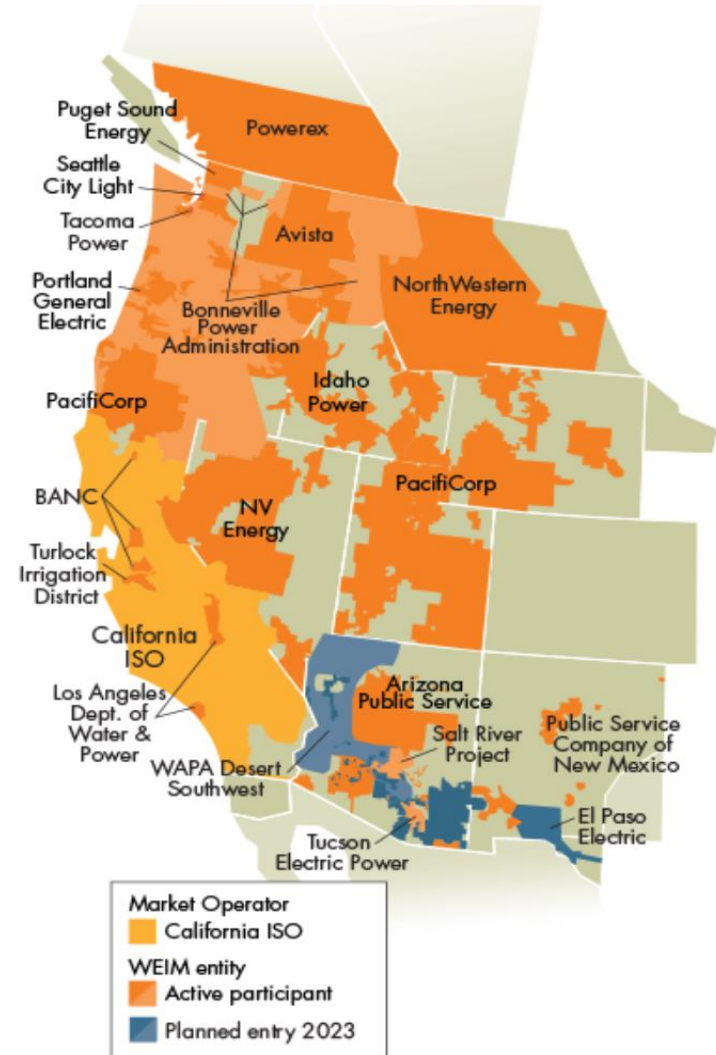 Puget Sound
Energy
Powerex
Seattle
City Light
Tacoma
Power
Avista
Portland
General
Electric
Bonneville
Power
Administration
NorthWestern
Energy
PacifiCorp
Idaho
Power
BANC
NV
Energy
PacifiCorp
Turlock
Irrigation
District
California
ISO
Los Angeles
Dept. of
Water &
Power
Arizona
Public Service
WAPA Desert
Southwest
Salt River
Project
Public Service
Company of
New Mexico
Tucson
Electric Power
El Paso
Electric
Market Operator
California ISO
WEIM entity
Active participant
Planned entry 2023